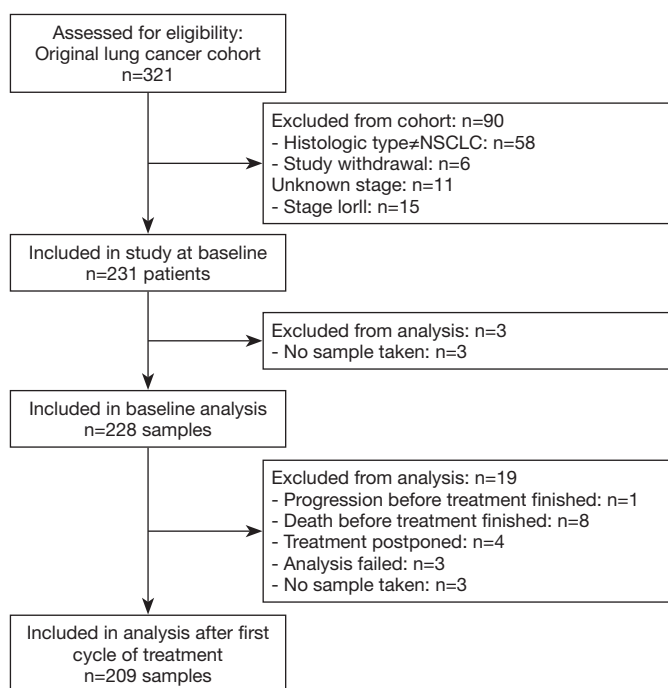 Assessed for eligibility:
Original lung cancer cohort
n=321
Excluded from cohort: n=90
- Histologic type≠NSCLC: n=58
- Study withdrawal: n=6
Unknown stage: n=11
- Stage IorII: n=15
Included in study at baseline
n=231 patients
Excluded from analysis: n=3
- No sample taken: n=3
Included in baseline analysis
n=228 samples
Excluded from analysis: n=19
- Progression before treatment finished: n=1
- Death before treatment finished: n=8
- Treatment postponed: n=4
- Analysis failed: n=3
- No sample taken: n=3
Included in analysis after first
cycle of treatment
n=209 samples